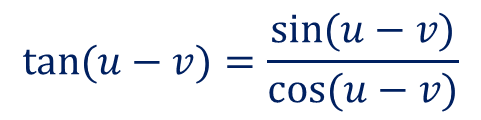 tan(u − v) = sin(u − v) / cos(u − v)